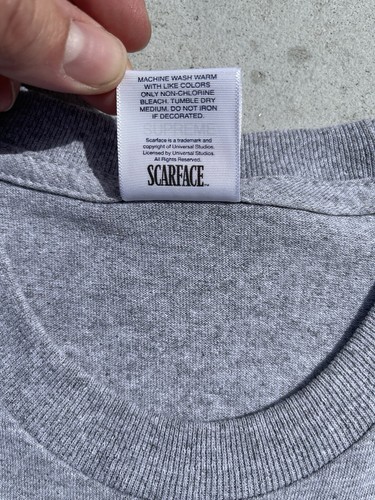 MACHINE WASH WARM
WITH LIKE COLORS
ONLY NON-CHLORINE
BLEACH. TUMBLE DRY
MEDIUM. DO NOT IRON
IF DECORATED.
Scarface is a trademark and
copyright of Universal Studios.
Licensed by Universal Studios.
All Rights Reserved.
SCARFACE™